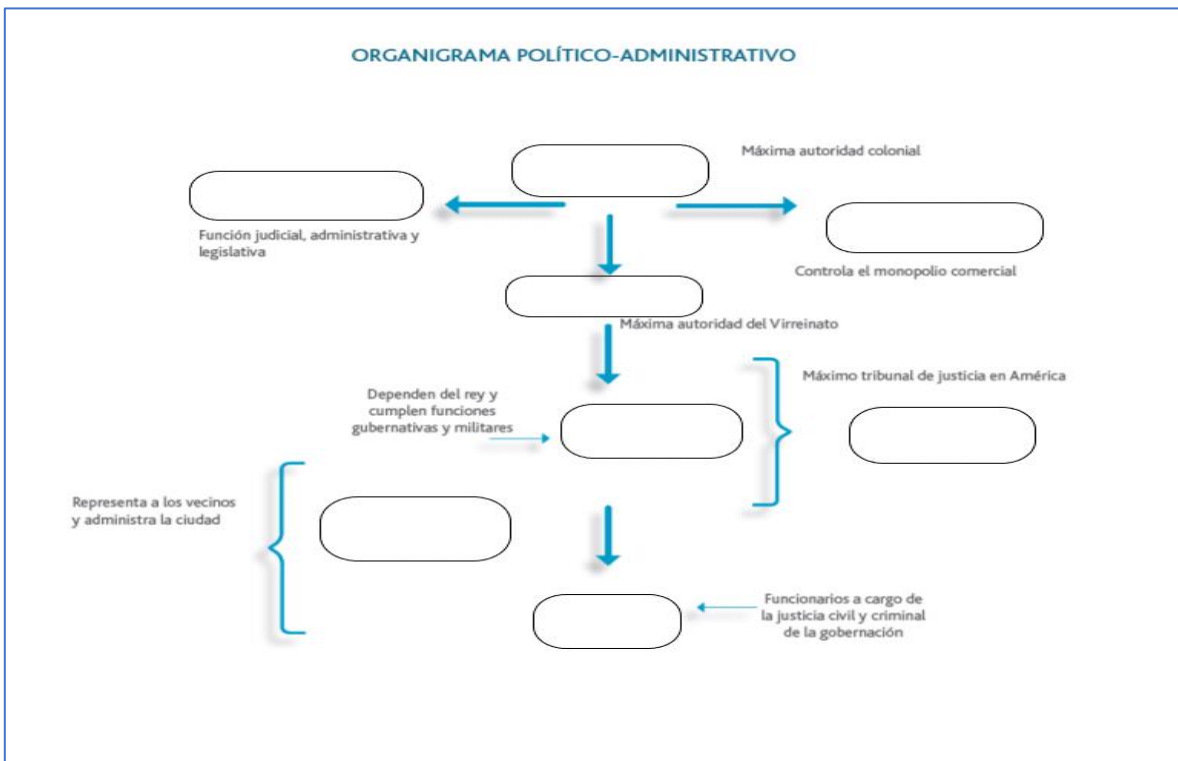 ORGANIGRAMA POLÍTICO-ADMINISTRATIVO
Máxima autoridad colonial
Función judicial, administrativa y
legislativa
Controla el monopolio comercial
Máxima autoridad del Virreinato
Máximo tribunal de justicia en América
Dependen del rey y
cumplen funciones
gubernativas y militares
Representa a los vecinos
y administra la ciudad
Funcionarios a cargo de
la justicia civil y criminal
de la gobernación